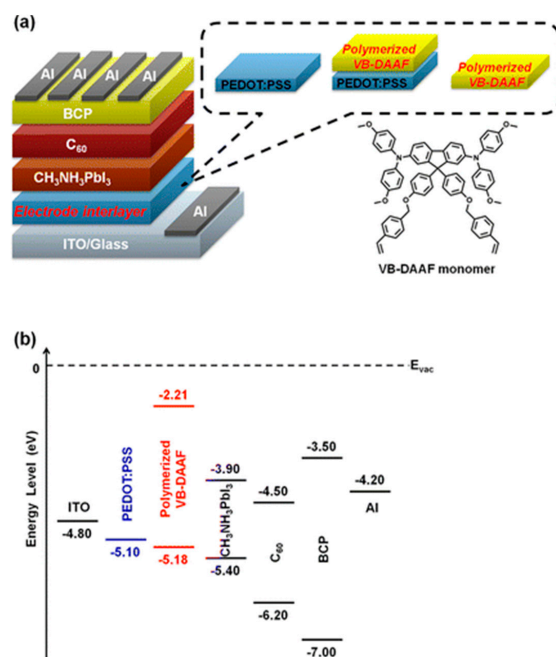 (a)
Al
Al
Al
Al
BCP
C60
CH3NH3PbI3
Electrode interlayer
Al
ITO/Glass
PEDOT:PSS
Polymerized
VB-DAAF
PEDOT:PSS
Polymerized
VB-DAAF
O
O
N
N
O
O
O
O
VB-DAAF monomer
(b)
0
Evac
Energy Level (eV)
ITO
-4.80
PEDOT:PSS
-5.10
-2.21
Polymerized
VB-DAAF
-5.18
-3.90
CH3NH3PbI3
-5.40
-4.50
C60
-6.20
-3.50
BCP
-7.00
-4.20
Al